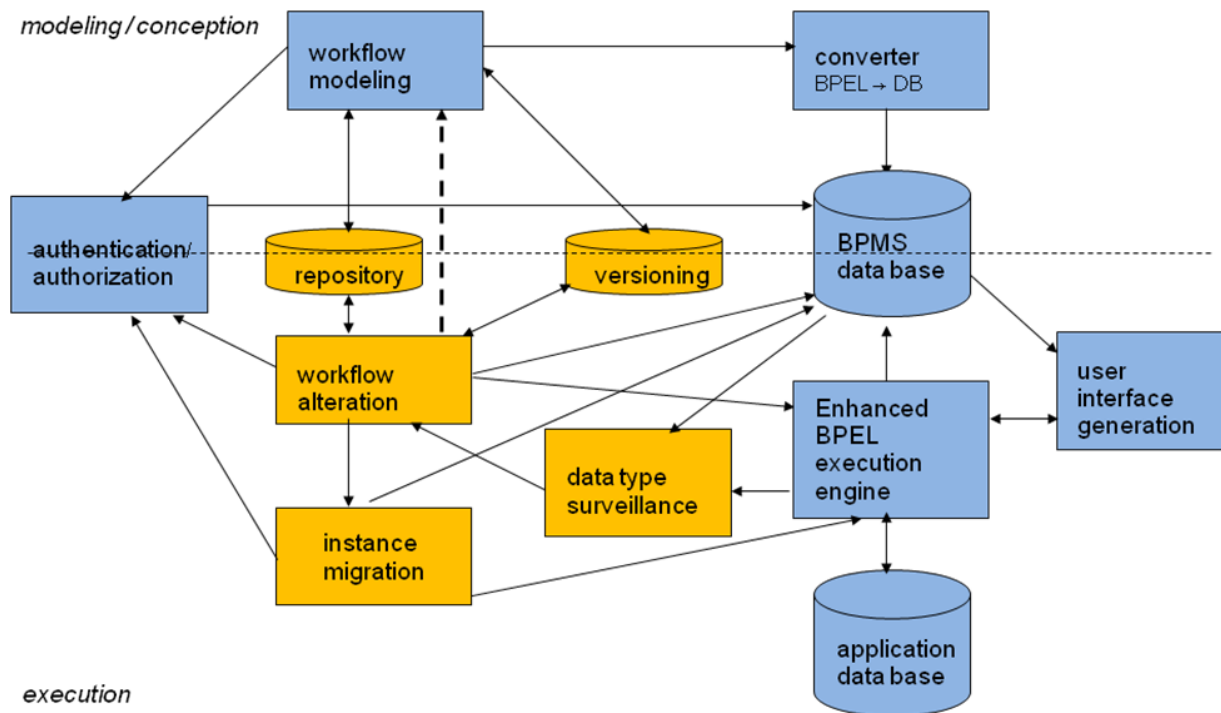 modeling / conception
workflow
modeling
converter
BPEL → DB
authentication/
authorization
repository
versioning
BPMS
data base
workflow
alteration
user
interface
generation
Enhanced
BPEL
execution
engine
data type
surveillance
instance
migration
application
data base
execution